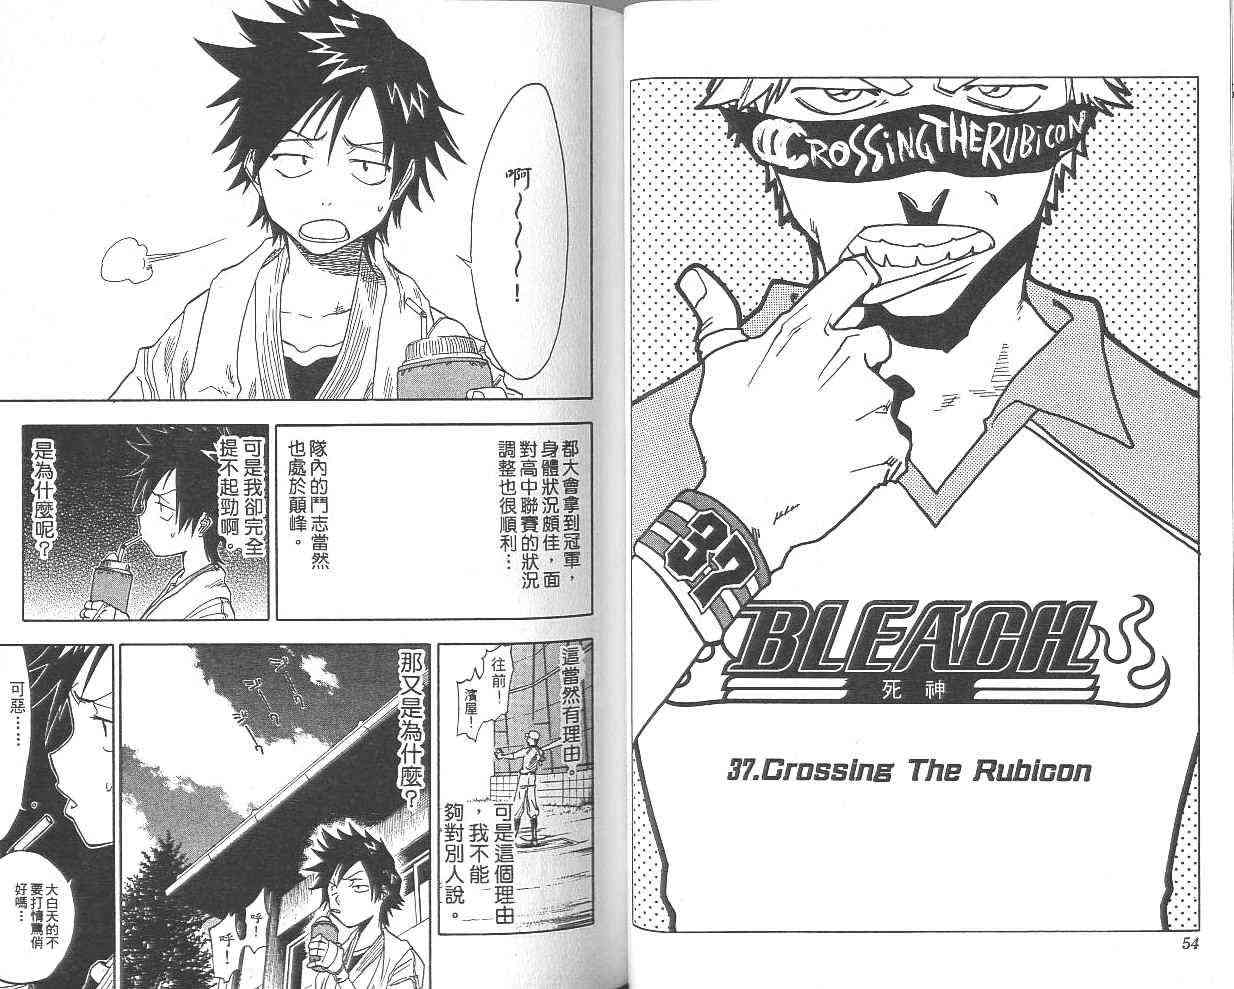 CROSSING THE RUBICON
37
BLEACH
死神
37.Crossing The Rubicon
54
啊~~~~!
都大會拿到冠軍，
身體狀況頗佳，面
對高中聯賽的狀況
調整也很順利…
隊內的鬥志當然
也處於顛峰。
可是我卻完全
提不起勁啊。
是為什麼呢？
這當然有理由。
往前!
濱屋!
可是這個理由
，我不能
夠對別人說。
那又是為什麼？
呼!
呼!
可惡……
大白天的不
要打情罵俏
好嗎…